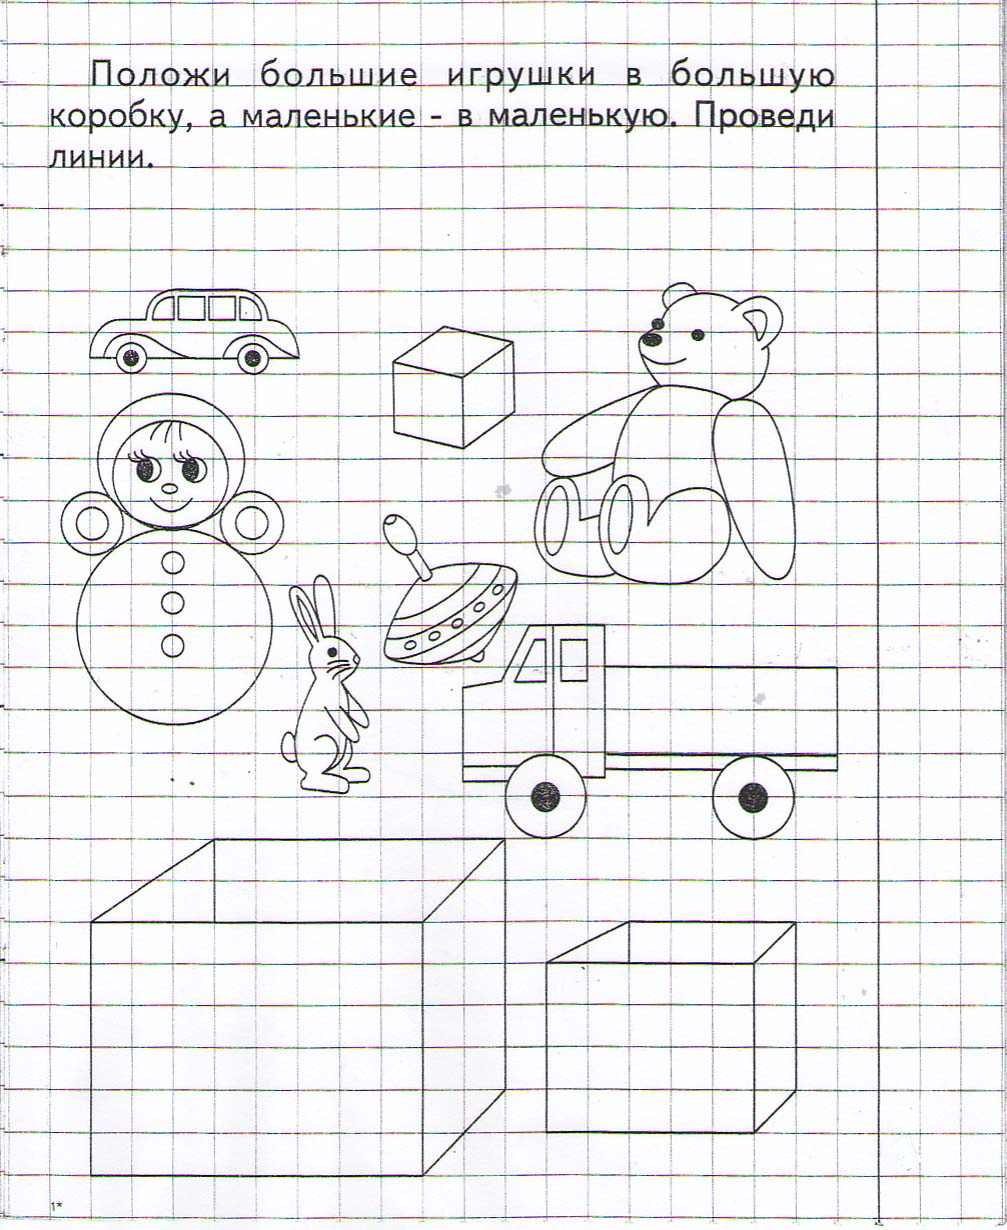 Положи большие игрушки в большую
коробку, а маленькие - в маленькую. Проведи
линии.
1*